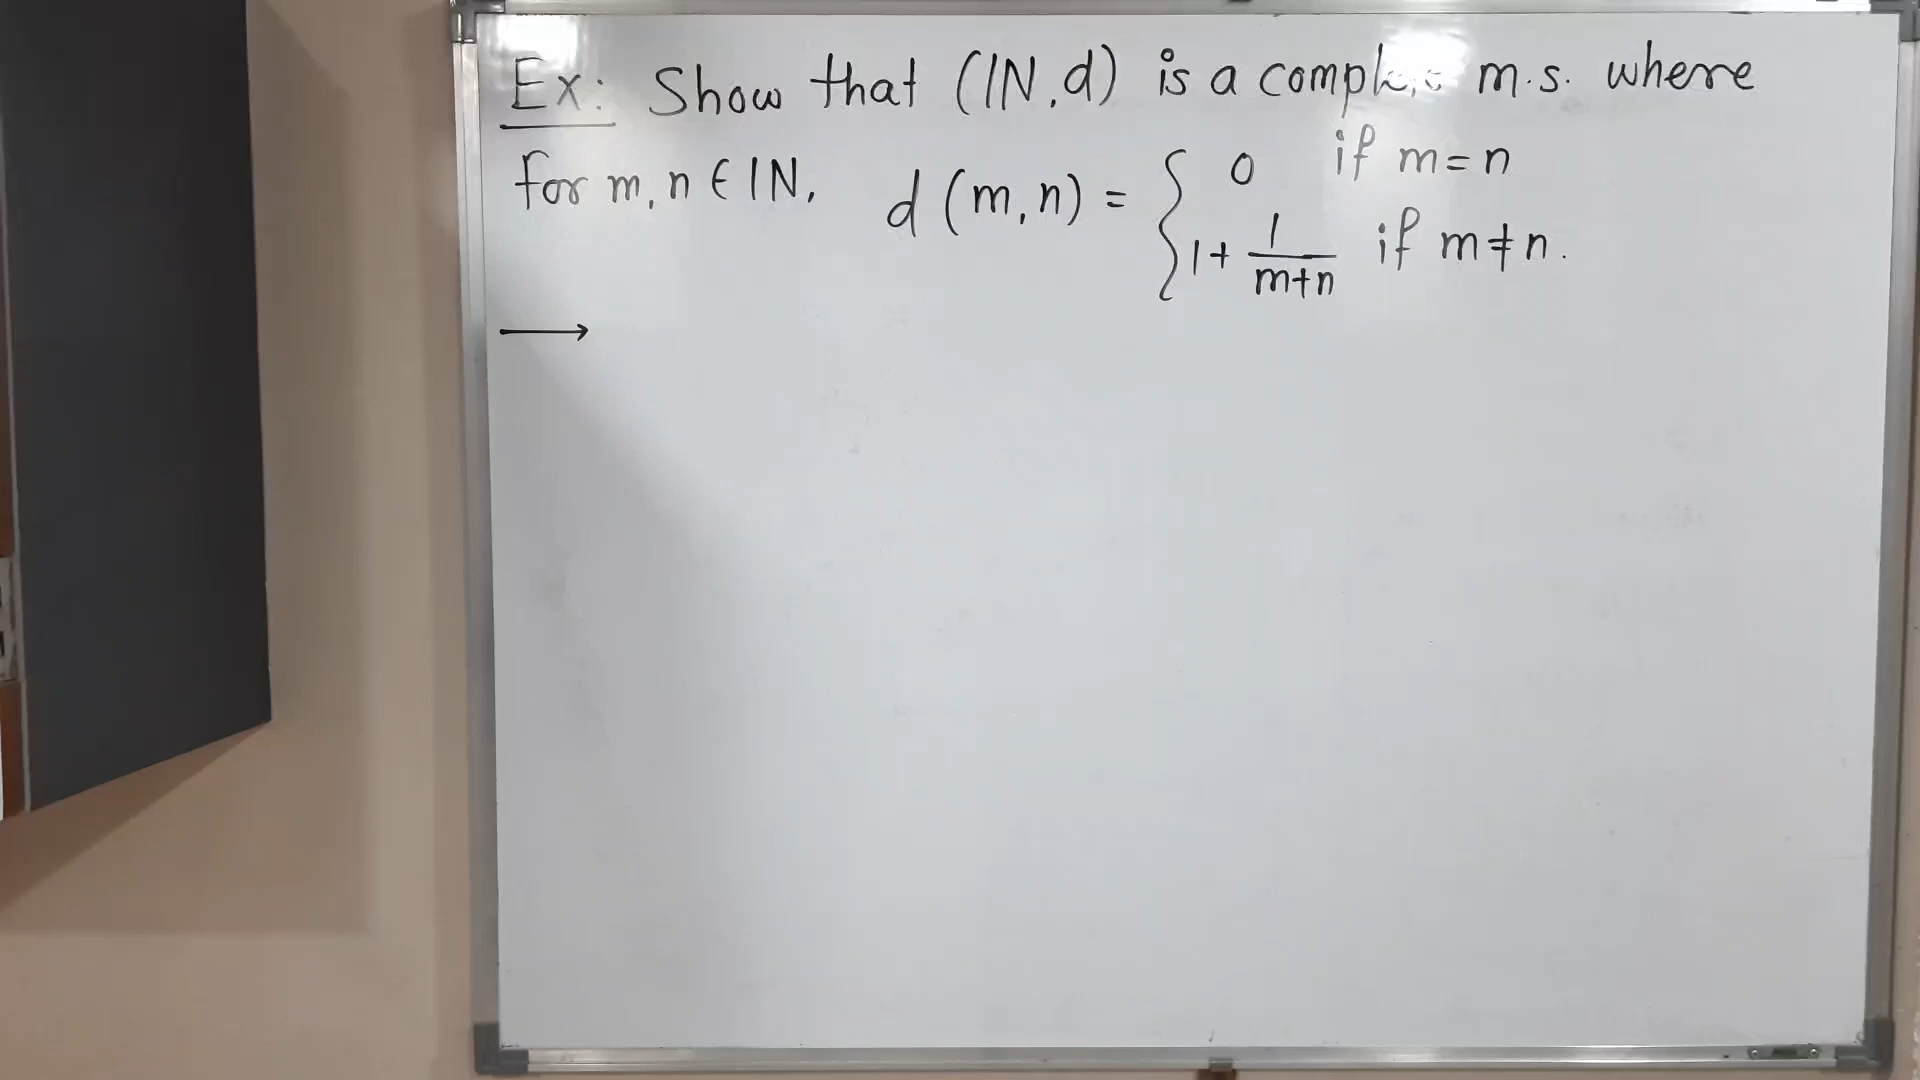 Ex: Show that (IN, d) is a m.s. where
for m, n ∈ IN, d(m, n) = { 0 if m = n
1 + 1/(m+n) if m ≠ n.
→